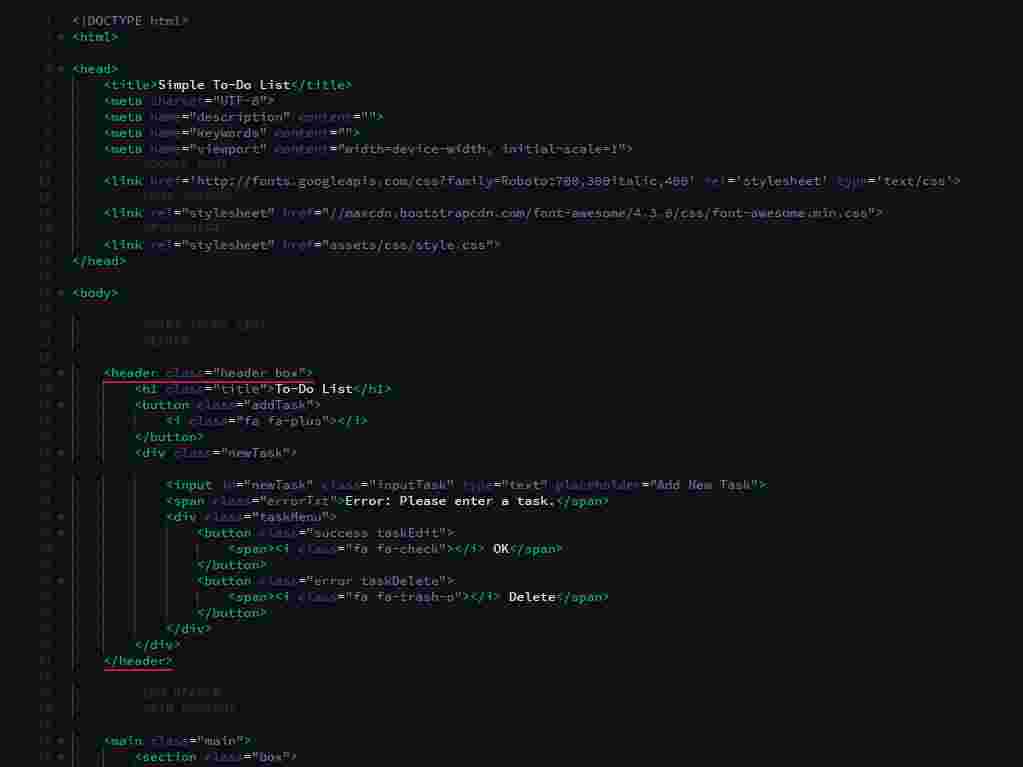 <!DOCTYPE html>
<html>
<head>
<title>Simple To-Do List</title>
<meta charset="UTF-8">
<meta name="description" content="">
<meta name="keywords" content="">
<meta name="viewport" content="width=device-width, initial-scale=1">
<link href='http://fonts.googleapis.com/css?family=Roboto:700,300italic,400' rel='stylesheet' type='text/css'>
<link rel="stylesheet" href="//maxcdn.bootstrapcdn.com/font-awesome/4.3.0/css/font-awesome.min.css">
<link rel="stylesheet" href="assets/css/style.css">
</head>
<body>
<header class="header box">
<h1 class="title">To-Do List</h1>
<button class="addTask">
<i class="fa fa-plus"></i>
</button>
<div class="newTask">
<input id="newTask" class="inputTask" type="text" placeholder="Add New Task">
<span class="errorTxt">Error: Please enter a task.</span>
<div class="taskMenu">
<button class="success taskEdit">
<span><i class="fa fa-check"></i> OK</span>
</button>
<button class="error taskDelete">
<span><i class="fa fa-trash-o"></i> Delete</span>
</button>
</div>
</div>
</header>
<main class="main">
<section class="box">